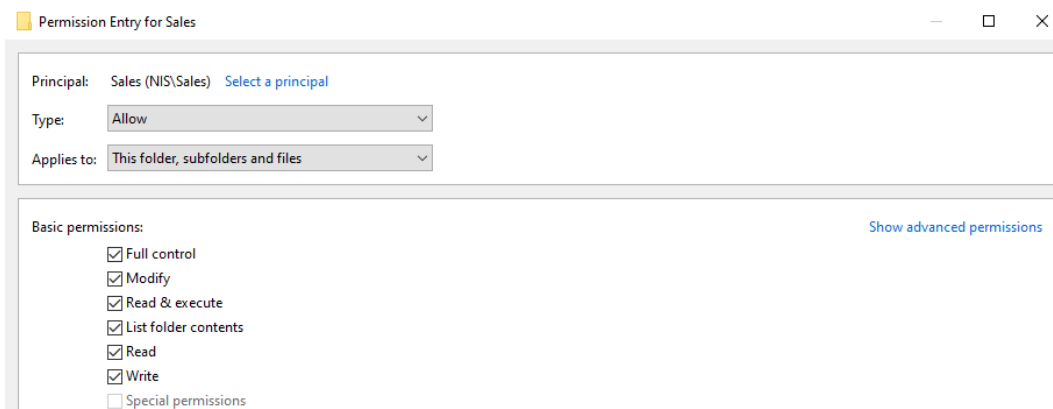 Permission Entry for Sales
Principal: Sales (NIS\Sales) Select a principal
Type: Allow
Applies to: This folder, subfolders and files
Basic permissions: Show advanced permissions
Full control
Modify
Read & execute
List folder contents
Read
Write
Special permissions